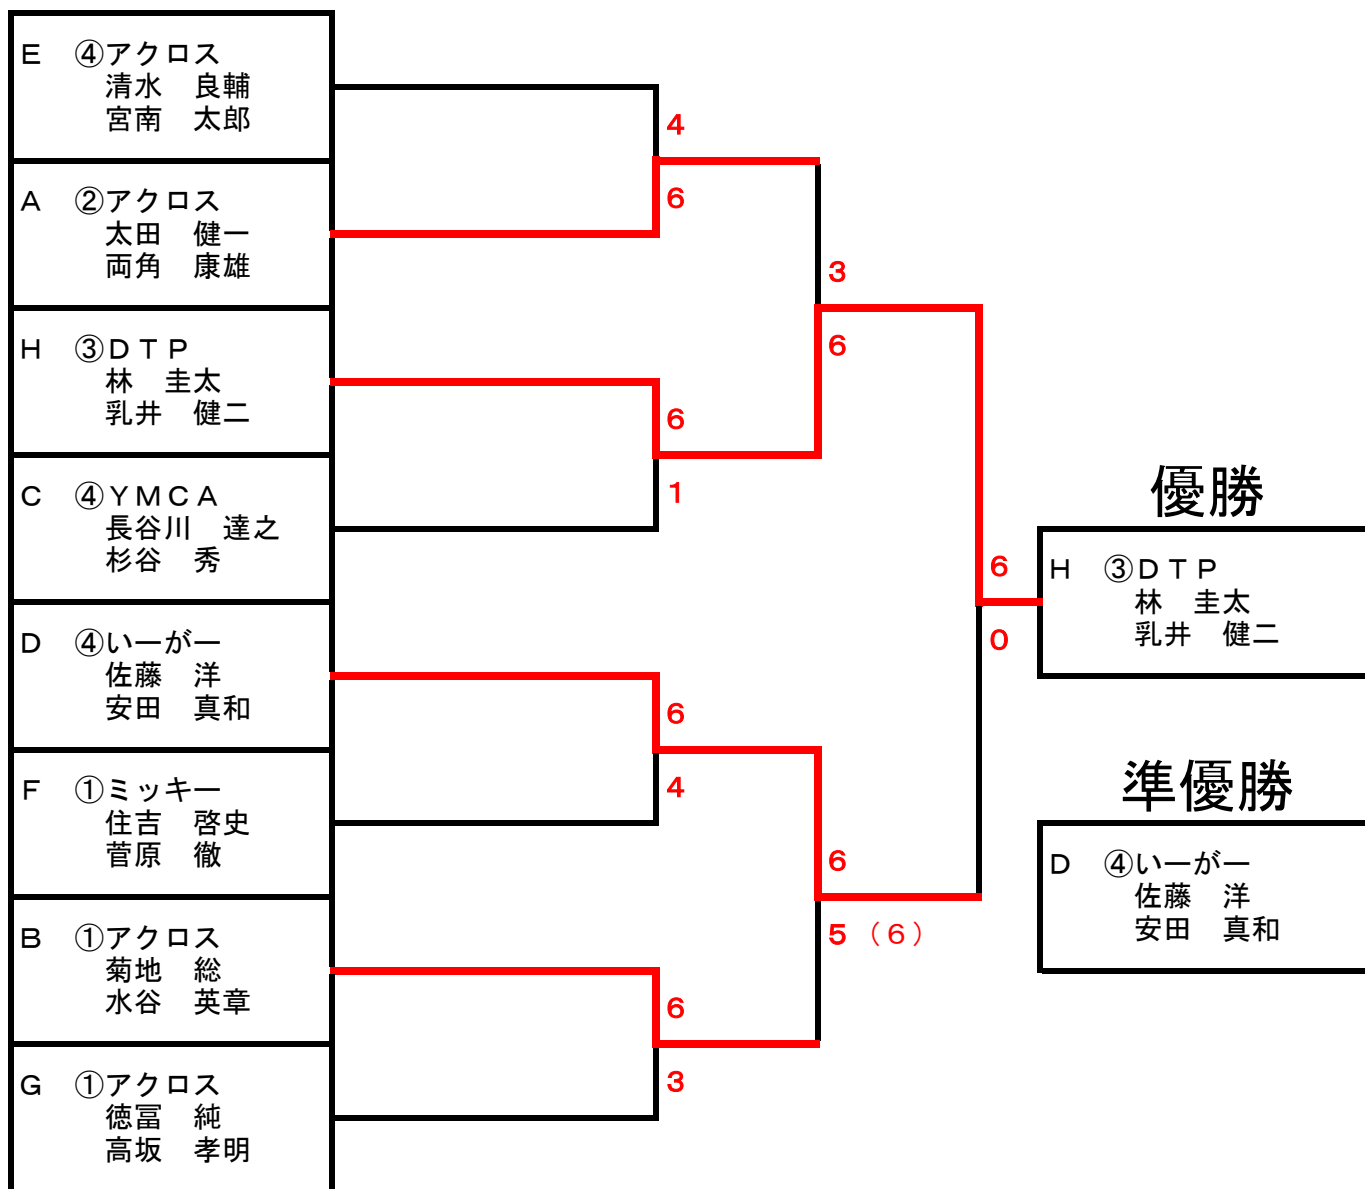 E ④アクロス
清水 良輔
宮南 太郎
A ②アクロス
太田 健一
両角 康雄
H ③DTP
林 圭太
乳井 健二
C ④YMCA
長谷川 達之
杉谷 秀
D ④いーがー
佐藤 洋
安田 真和
F ①ミッキー
住吉 啓史
菅原 徹
B ①アクロス
菊地 総
水谷 英章
G ①アクロス
徳冨 純
高坂 孝明
4
6
6
1
6
4
6
3
3
6
6
5(6)
6
0
優勝
H ③DTP
林 圭太
乳井 健二
準優勝
D ④いーがー
佐藤 洋
安田 真和